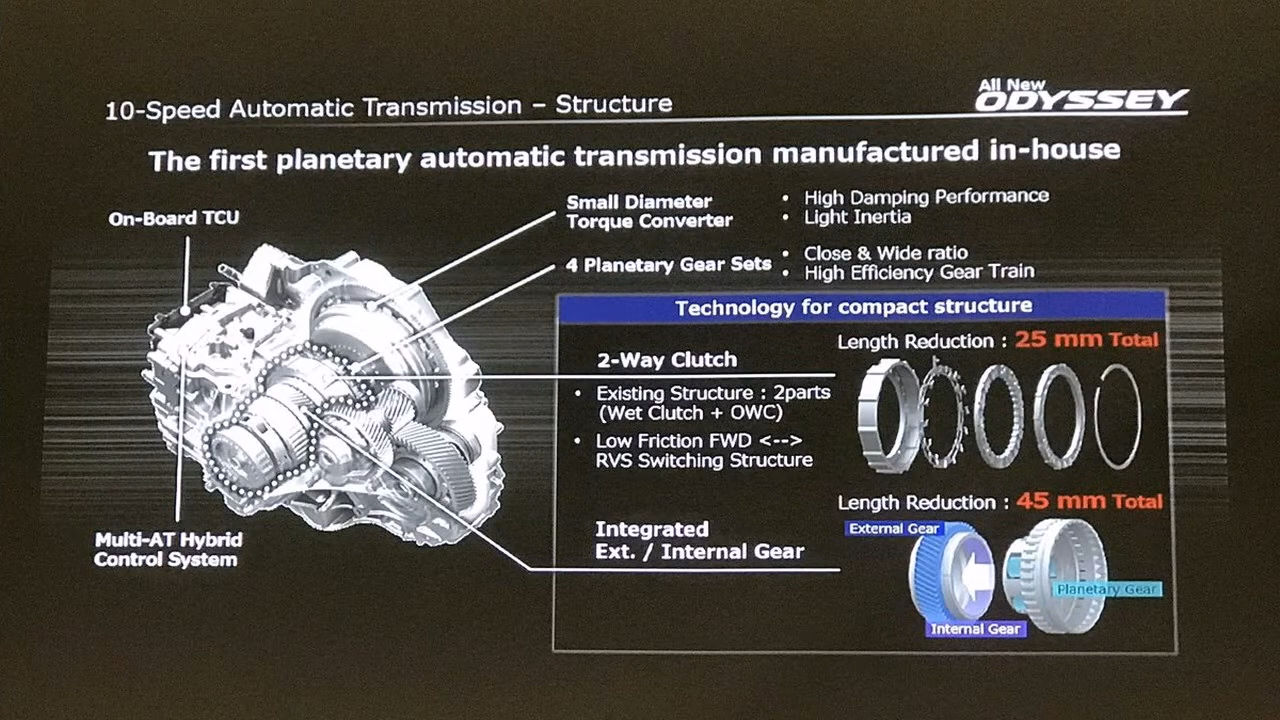 10-Speed Automatic Transmission – Structure
All New
ODYSSEY
The first planetary automatic transmission manufactured in-house
On-Board TCU
Small Diameter
Torque Converter
• High Damping Performance
• Light Inertia
4 Planetary Gear Sets
• Close & Wide ratio
• High Efficiency Gear Train
Technology for compact structure
Length Reduction : 25 mm Total
2-Way Clutch
• Existing Structure : 2parts
(Wet Clutch + OWC)
• Low Friction FWD <-->
RVS Switching Structure
Length Reduction : 45 mm Total
External Gear
Integrated
Ext. / Internal Gear
Planetary Gear
Internal Gear
Multi-AT Hybrid
Control System